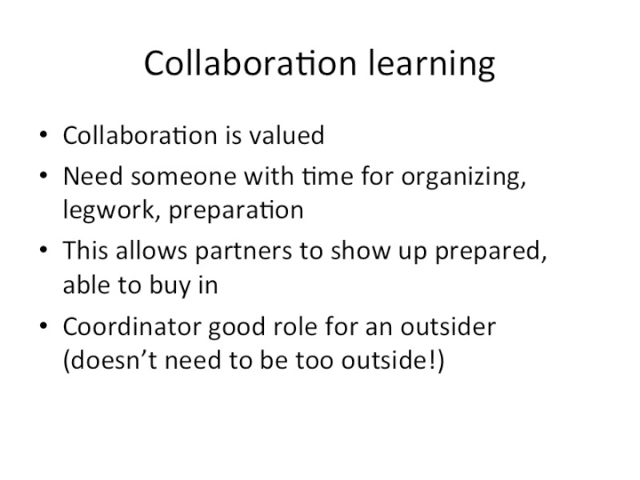 Collaboration learning
• Collaboration is valued
• Need someone with time for organizing,
legwork, preparation
• This allows partners to show up prepared,
able to buy in
• Coordinator good role for an outsider
(doesn’t need to be too outside!)